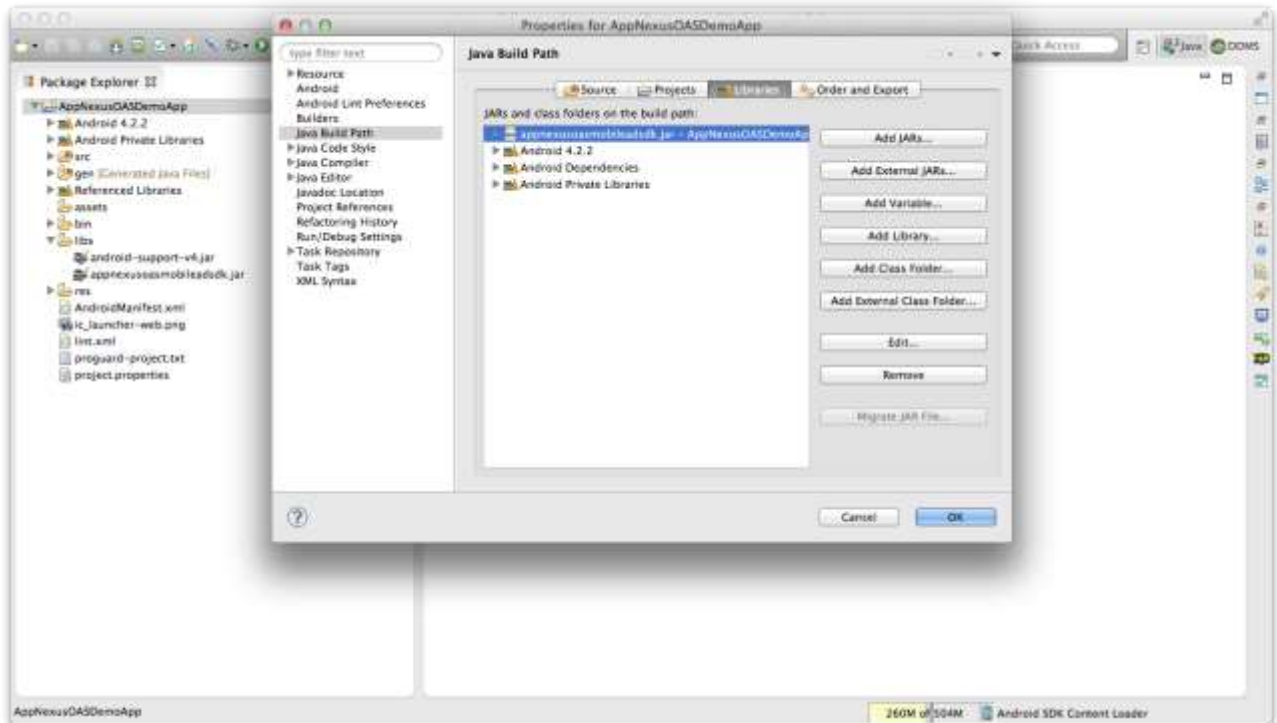 Properties for AppNexusOASDemoApp
Quick Access
Java
DDMS
Package Explorer
AppNexusOASDemoApp
Android 4.2.2
Android Private Libraries
src
gen [Generated Java Files]
Referenced Libraries
assets
bin
libs
android-support-v4.jar
appnexusoasmobileadsdk.jar
res
AndroidManifest.xml
ic_launcher-web.png
lint.xml
proguard-project.txt
project.properties
type filter text
Resource
Android
Android Lint Preferences
Builders
Java Build Path
Java Code Style
Java Compiler
Java Editor
Javadoc Location
Project References
Refactoring History
Run/Debug Settings
Task Repository
Task Tags
XML Syntax
Java Build Path
Source
Projects
Libraries
Order and Export
JARs and class folders on the build path:
appnexusoasmobileadsdk.jar - AppNexusOASDemoAp
Android 4.2.2
Android Dependencies
Android Private Libraries
Add JARs...
Add External JARs...
Add Variable...
Add Library...
Add Class Folder...
Add External Class Folder...
Edit...
Remove
Migrate JAR File...
?
Cancel
OK
AppNexusOASDemoApp
260M of 504M
Android SDK Content Loader